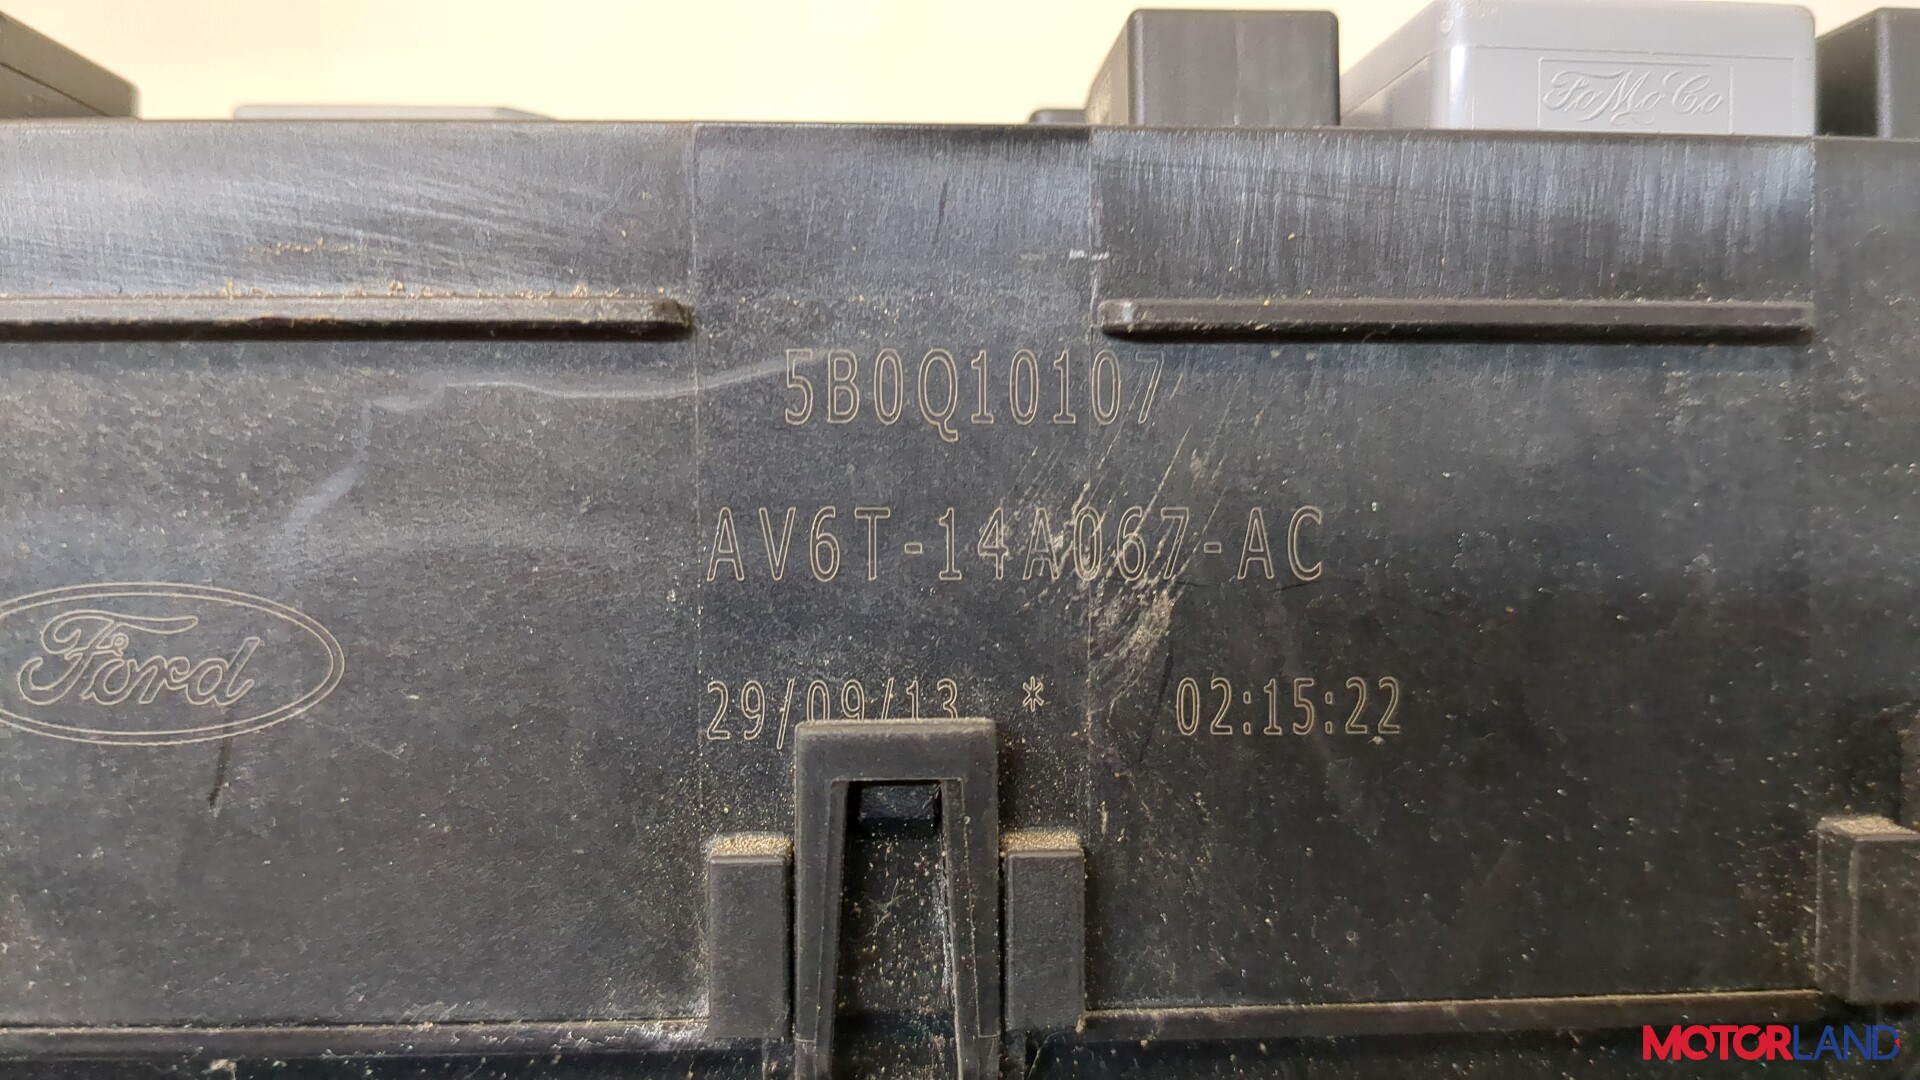 FoMoCo
5B0Q10107
AV6T-14A067-AC
Ford
29/09/13 * 02:15:22
MOTORLAND